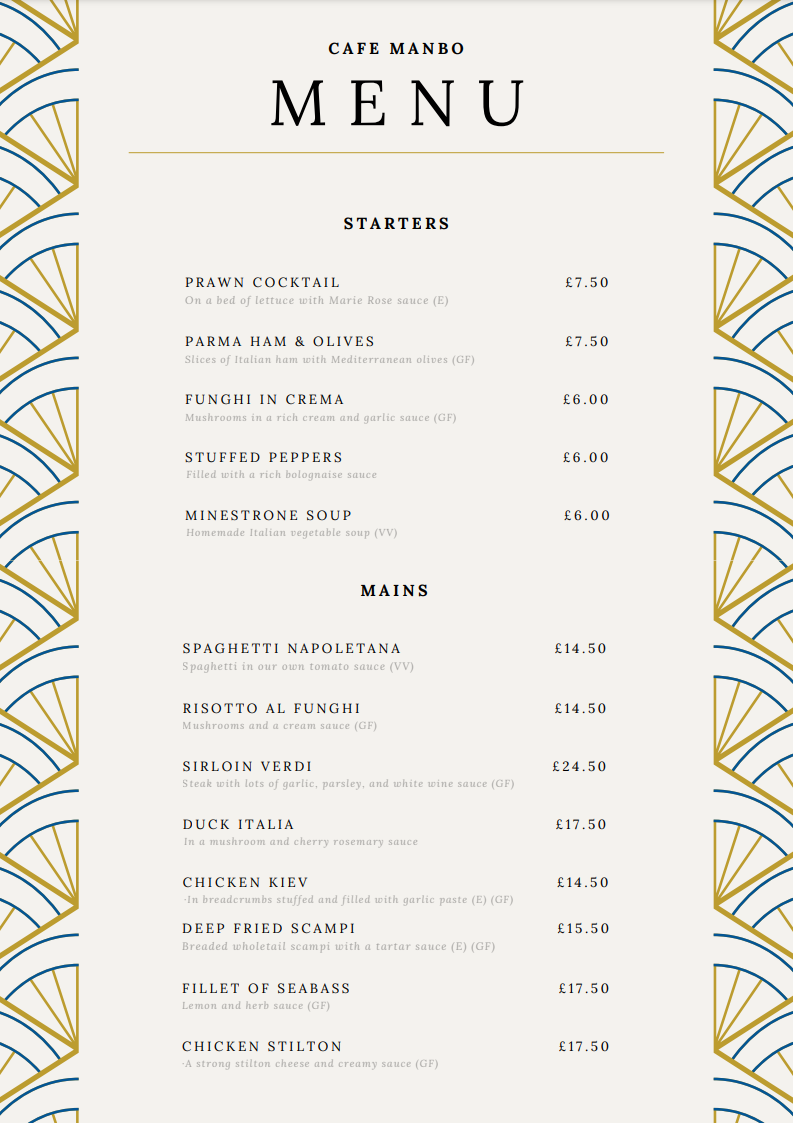 CAFE MANBO
MENU
STARTERS
PRAWN COCKTAIL £7.50
On a bed of lettuce with Marie Rose sauce (E)
PARMA HAM & OLIVES £7.50
Slices of Italian ham with Mediterranean olives (GF)
FUNGHI IN CREMA £6.00
Mushrooms in a rich cream and garlic sauce (GF)
STUFFED PEPPERS £6.00
Filled with a rich bolognaise sauce
MINESTRONE SOUP £6.00
Homemade Italian vegetable soup (VV)
MAINS
SPAGHETTI NAPOLETANA £14.50
Spaghetti in our own tomato sauce (VV)
RISOTTO AL FUNGHI £14.50
Mushrooms and a cream sauce (GF)
SIRLOIN VERDI £24.50
Steak with lots of garlic, parsley, and white wine sauce (GF)
DUCK ITALIA £17.50
In a mushroom and cherry rosemary sauce
CHICKEN KIEV £14.50
·In breadcrumbs stuffed and filled with garlic paste (E) (GF)
DEEP FRIED SCAMPI £15.50
Breaded wholetail scampi with a tartar sauce (E) (GF)
FILLET OF SEABASS £17.50
Lemon and herb sauce (GF)
CHICKEN STILTON £17.50
·A strong stilton cheese and creamy sauce (GF)